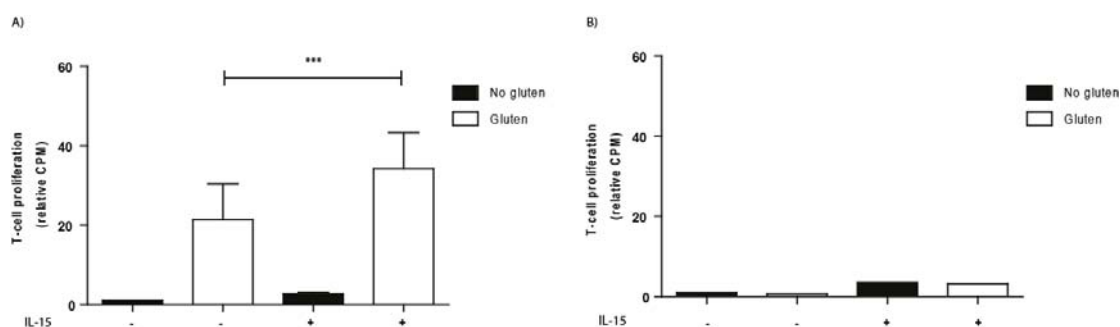 A)
***
60
40
20
0
T-cell proliferation
(relative CPM)
No gluten
Gluten
IL-15 - - + +
B)
60
40
20
0
T-cell proliferation
(relative CPM)
No gluten
Gluten
IL-15 - - + +